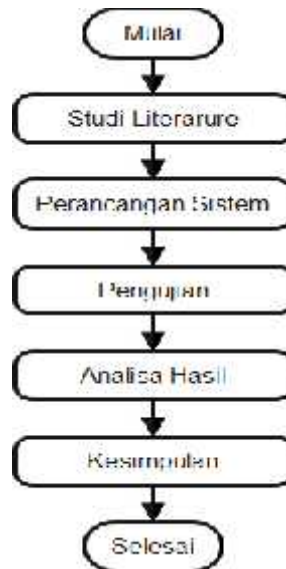 Mulai
Studi Literarure
Perancangan Sistem
Pengujian
Analisa Hasil
Kesimpulan
Selesai